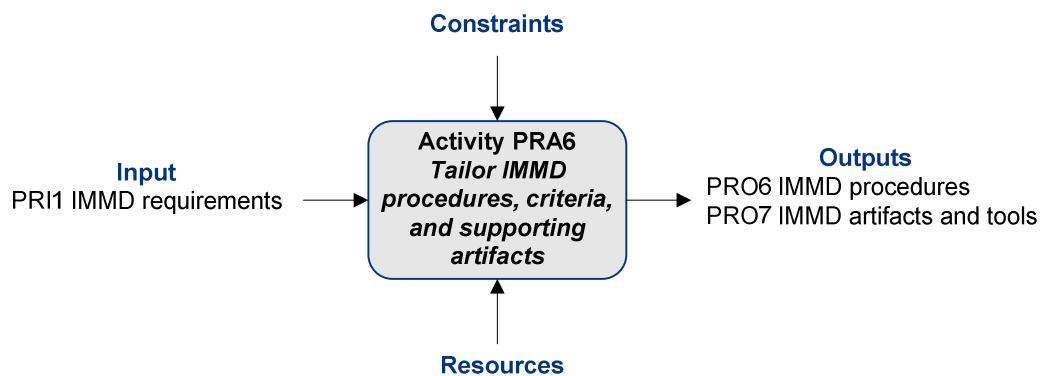 Constraints
Input
PRI1 IMMD requirements
Activity PRA6
Tailor IMMD
procedures, criteria,
and supporting
artifacts
Outputs
PRO6 IMMD procedures
PRO7 IMMD artifacts and tools
Resources